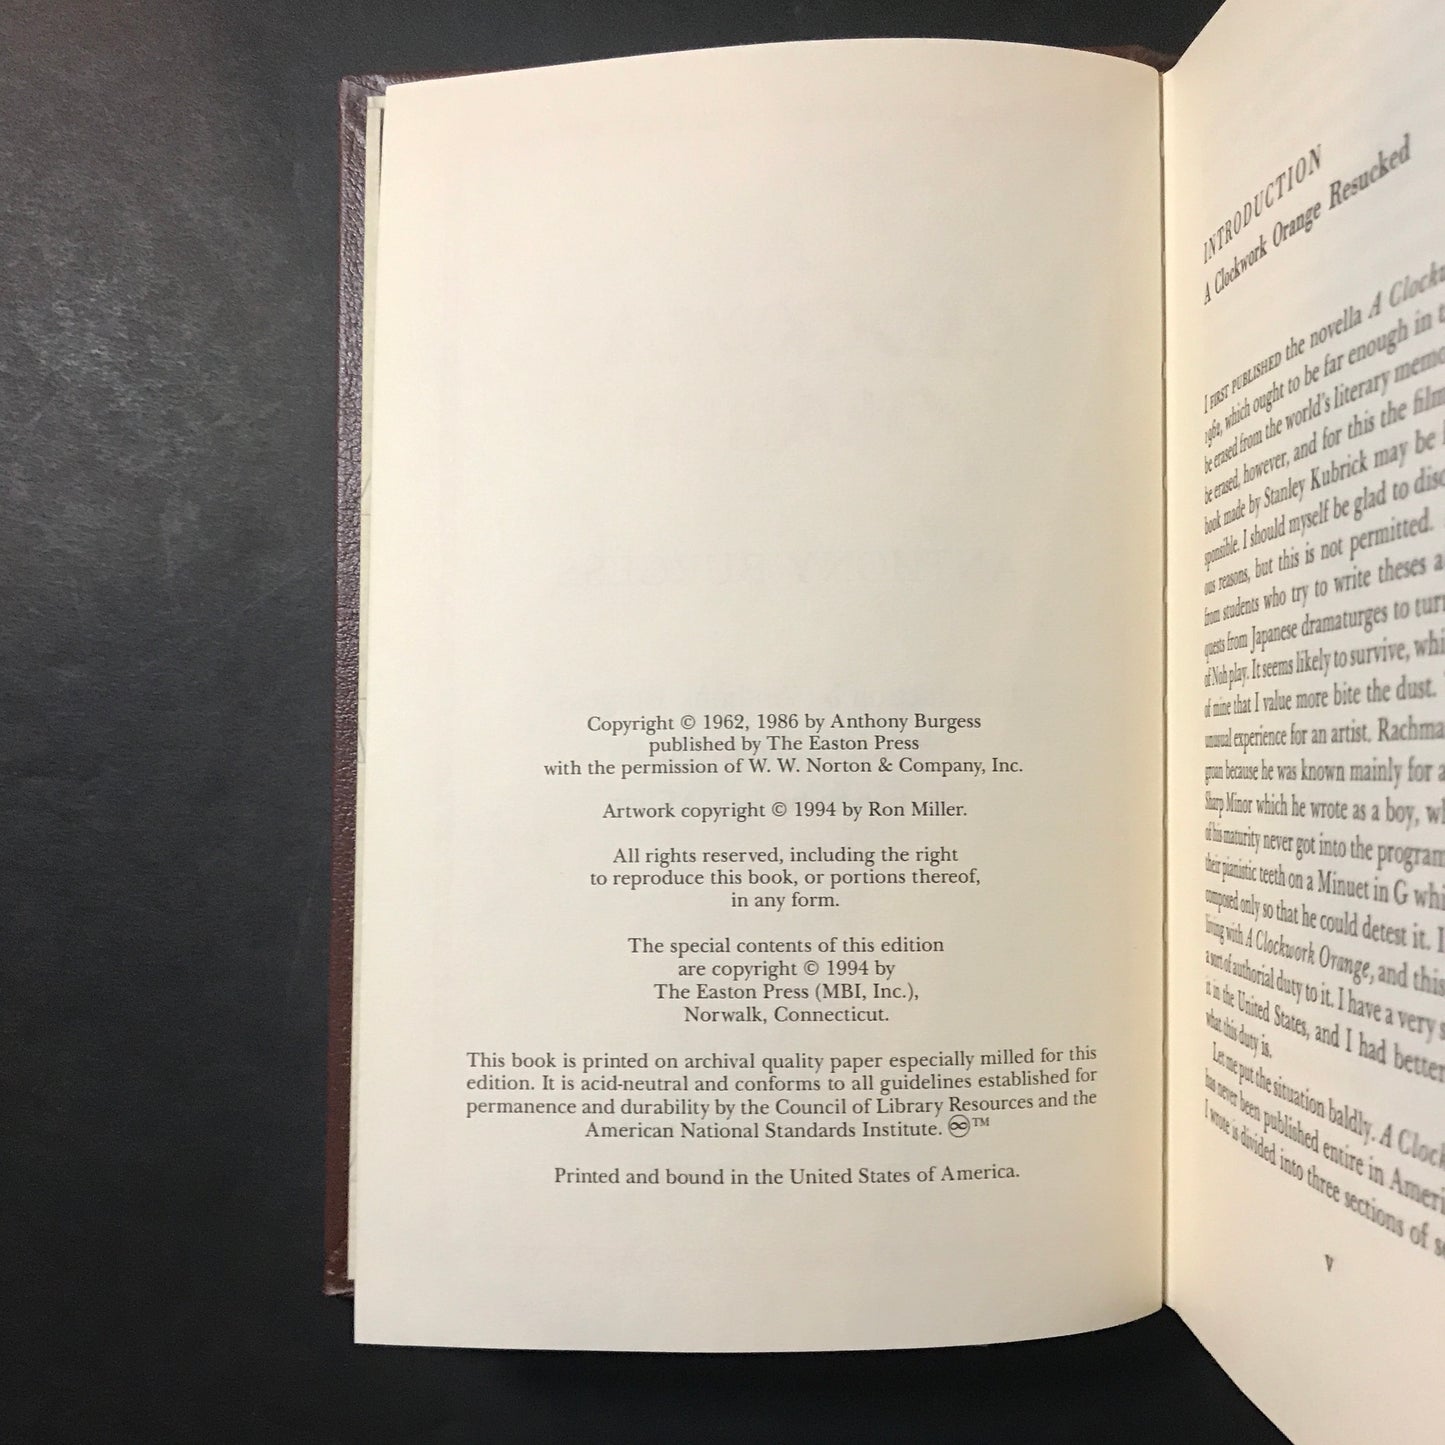 Copyright © 1962, 1986 by Anthony Burgess
published by The Easton Press
with the permission of W. W. Norton & Company, Inc.
Artwork copyright © 1994 by Ron Miller.
All rights reserved, including the right
to reproduce this book, or portions thereof,
in any form.
The special contents of this edition
are copyright © 1994 by
The Easton Press (MBI, Inc.),
Norwalk, Connecticut.
This book is printed on archival quality paper especially milled for this
edition. It is acid-neutral and conforms to all guidelines established for
permanence and durability by the Council of Library Resources and the
American National Standards Institute. ♾™
Printed and bound in the United States of America.
INTRODUCTION
A Clockwork Orange Resucked
I FIRST PUBLISHED the novella A
1962, which ought to be far enough in
be erased from the world's literary
be erased, however, and for this the film
book made by Stanley Kubrick may be
sponsible. I should myself be glad to
ous reasons, but this is not permitted.
from students who try to write theses
quests from Japanese dramaturges to
of Noh play. It seems likely to survive,
of mine that I value more bite the dust.
unusual experience for an artist.
groan because he was known mainly for
Sharp Minor which he wrote as a boy,
of his maturity never got into the
their pianistic teeth on a Minuet in G
composed only so that he could detest it. I
living with A Clockwork Orange, and this
a sort of authorial duty to it. I have a very
it in the United States, and I had better
what this duty is.
Let me put the situation baldly. A
has never been published entire in
I wrote is divided into three sections of
v